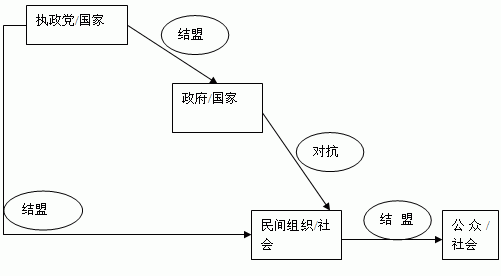 执政党/国家
结盟
政府/国家
对抗
结盟
民间组织/社
会
结 盟
公 众 /
社会